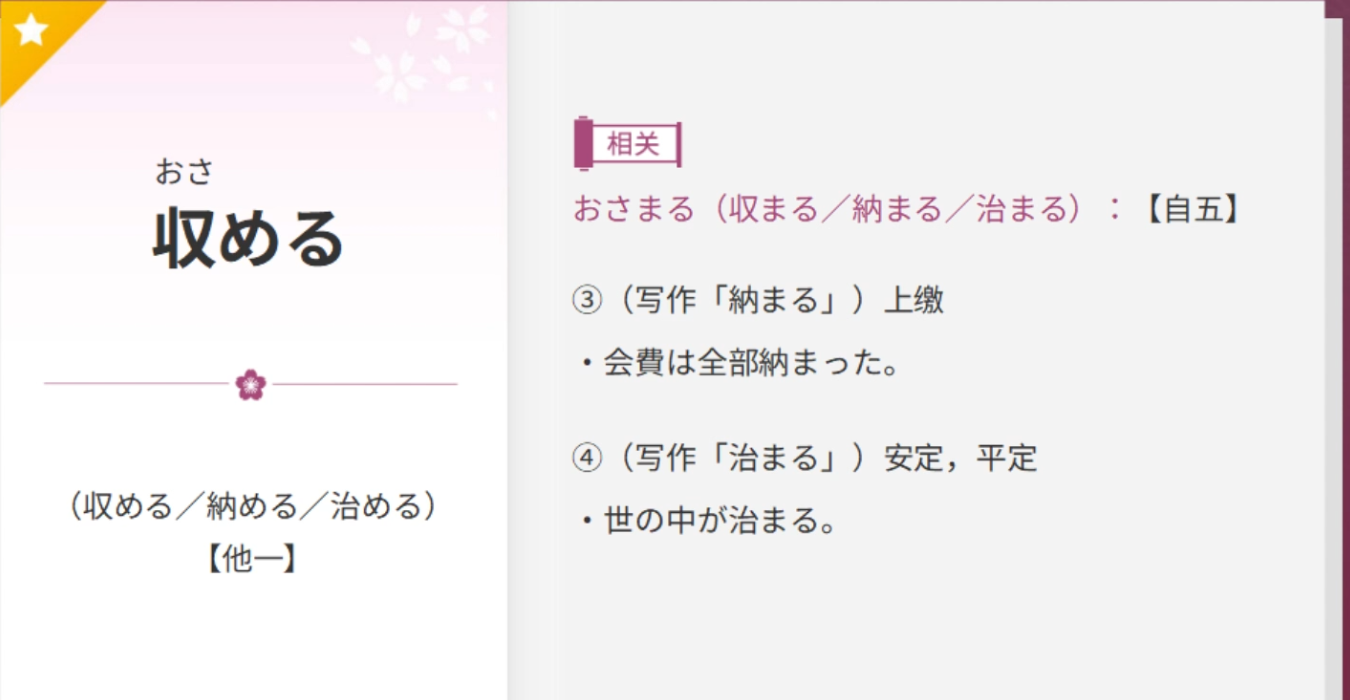 おさ
収める
（収める／納める／治める）
【他一】
相关
おさまる（収まる／納まる／治まる）：【自五】
③（写作「納まる」）上缴
・会費は全部納まった。
④（写作「治まる」）安定，平定
・世の中が治まる。